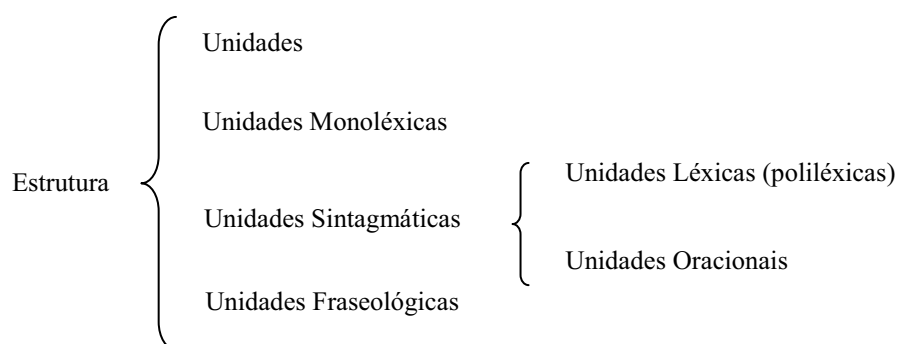 Unidades
Unidades Monoléxicas
Estrutura
Unidades Léxicas (poliléxicas)
Unidades Sintagmáticas
Unidades Oracionais
Unidades Fraseológicas